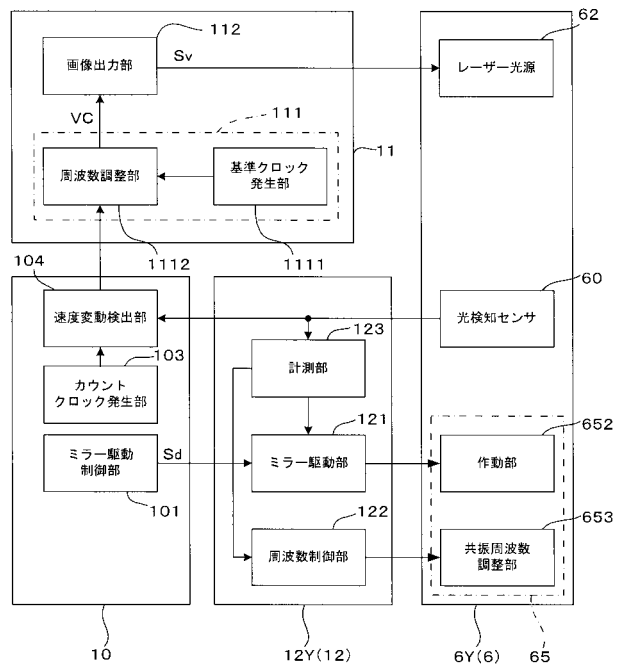 62
112
画像出力部
Sv
レーザー光源
VC
111
11
周波数調整部
基準クロック
発生部
1112
1111
104
60
速度変動検出部
光検知センサ
103
123
カウント
クロック発生部
計測部
121
652
ミラー駆動
制御部
Sd
ミラー駆動部
作動部
101
122
653
周波数制御部
共振周波数
調整部
10
12Y(12)
6Y(6)
65